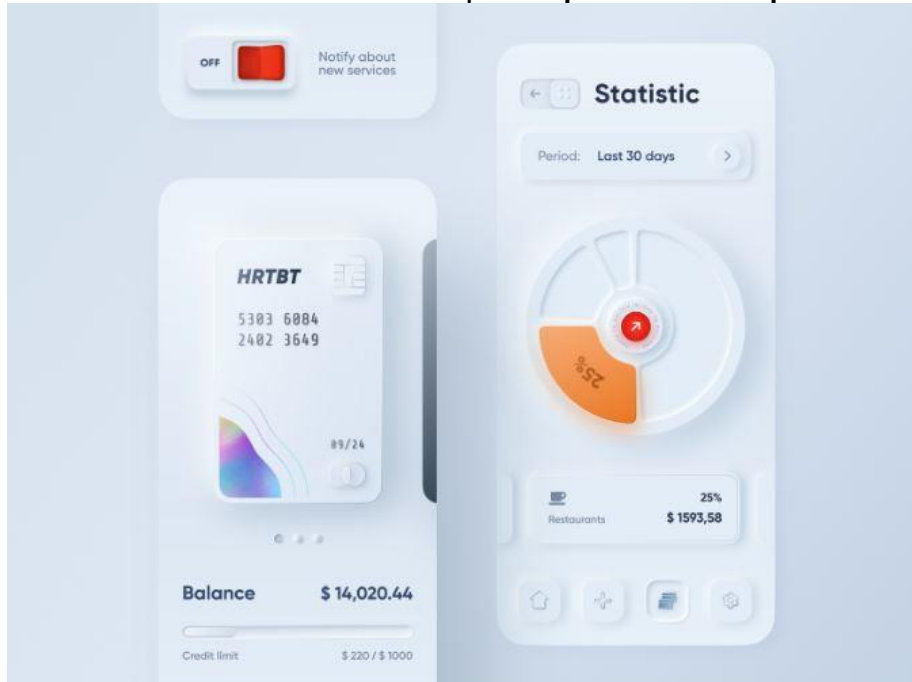 OFF
Notify about
new services
HRTBT
5303 6084
2402 3649
09/24
Balance $ 14,020.44
Credit limit $ 220 / $ 1000
Statistic
Period: Last 30 days
25%
25%
Restaurants $ 1593,58